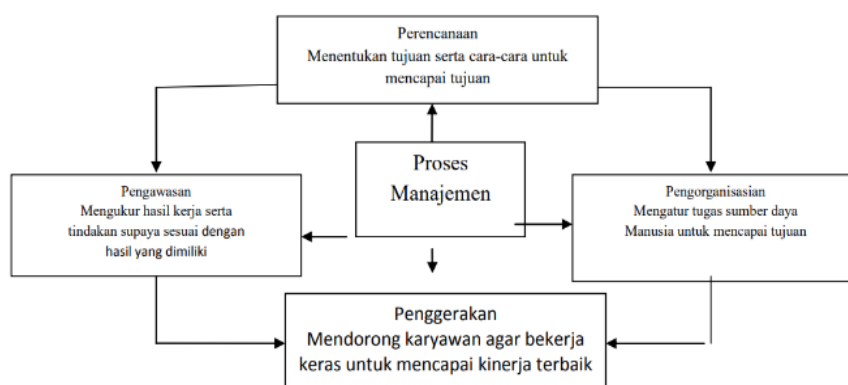 Perencanaan
Menentukan tujuan serta cara-cara untuk
mencapai tujuan
Proses
Manajemen
Pengawasan
Mengukur hasil kerja serta
tindakan supaya sesuai dengan
hasil yang dimiliki
Pengorganisasian
Mengatur tugas sumber daya
Manusia untuk mencapai tujuan
Penggerakan
Mendorong karyawan agar bekerja
keras untuk mencapai kinerja terbaik